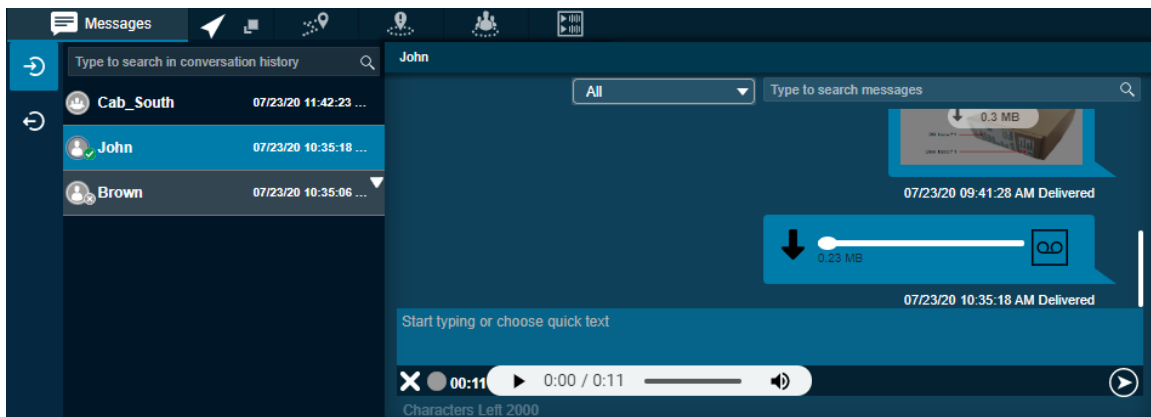 Messages
Type to search in conversation history
Cab_South 07/23/20 11:42:23 ...
John 07/23/20 10:35:18 ...
Brown 07/23/20 10:35:06 ...
John
All
Type to search messages
0.3 MB
07/23/20 09:41:28 AM Delivered
0.23 MB
07/23/20 10:35:18 AM Delivered
Start typing or choose quick text
00:11
0:00 / 0:11
Characters Left 2000